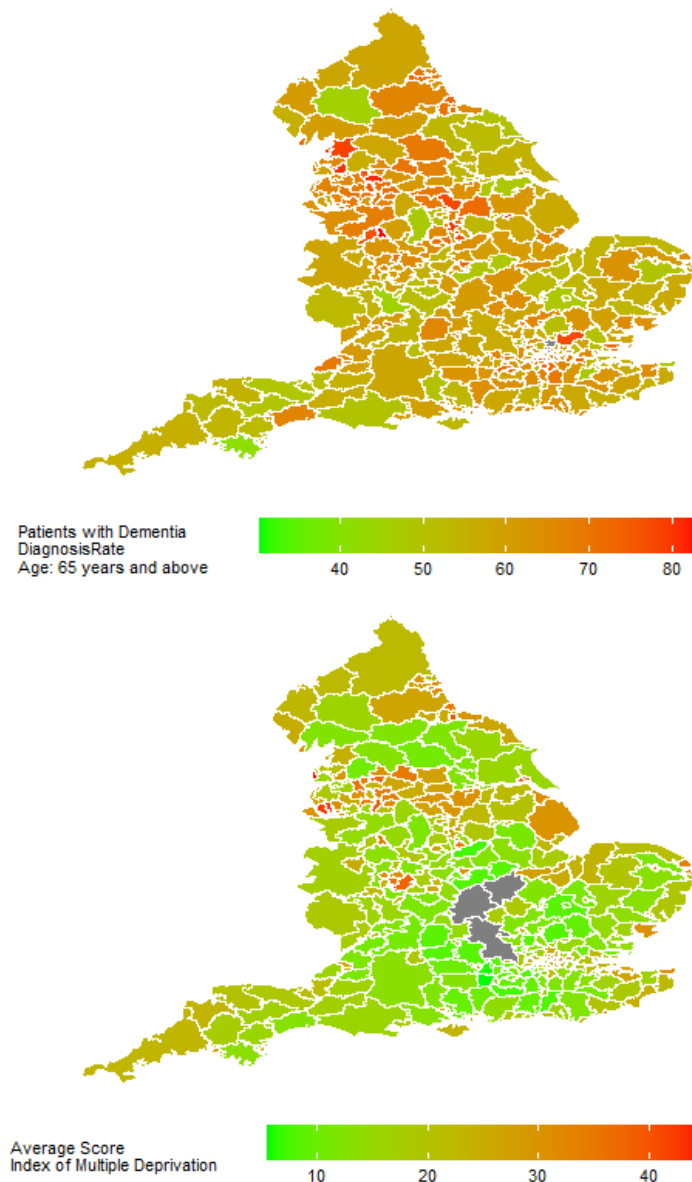 Patients with Dementia
DiagnosisRate
Age: 65 years and above
40 50 60 70 80
Average Score
Index of Multiple Deprivation
10 20 30 40